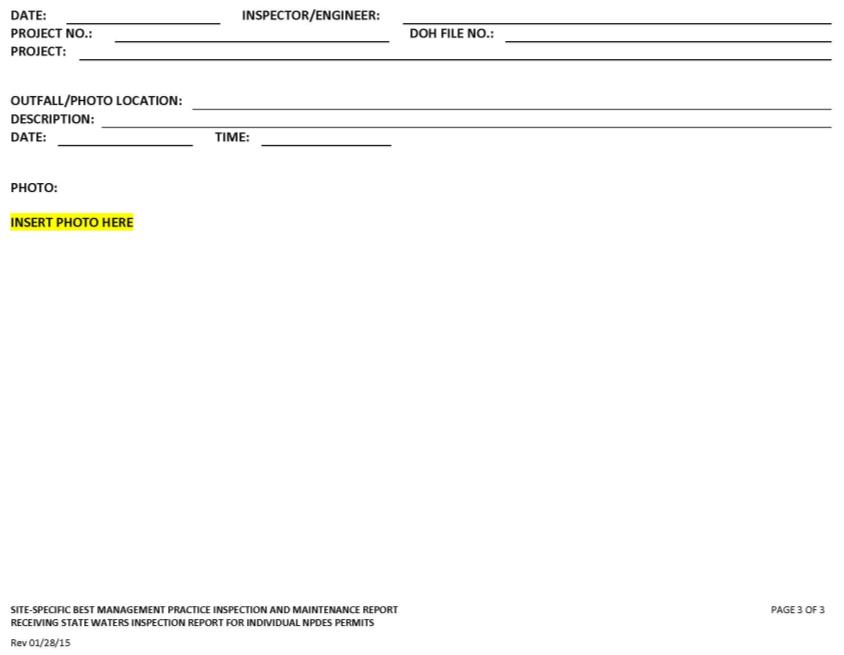 DATE: INSPECTOR/ENGINEER:
PROJECT NO.: DOH FILE NO.:
PROJECT:
OUTFALL/PHOTO LOCATION:
DESCRIPTION:
DATE: TIME:
PHOTO:
INSERT PHOTO HERE
SITE-SPECIFIC BEST MANAGEMENT PRACTICE INSPECTION AND MAINTENANCE REPORT PAGE 3 OF 3
RECEIVING STATE WATERS INSPECTION REPORT FOR INDIVIDUAL NPDES PERMITS
Rev 01/28/15